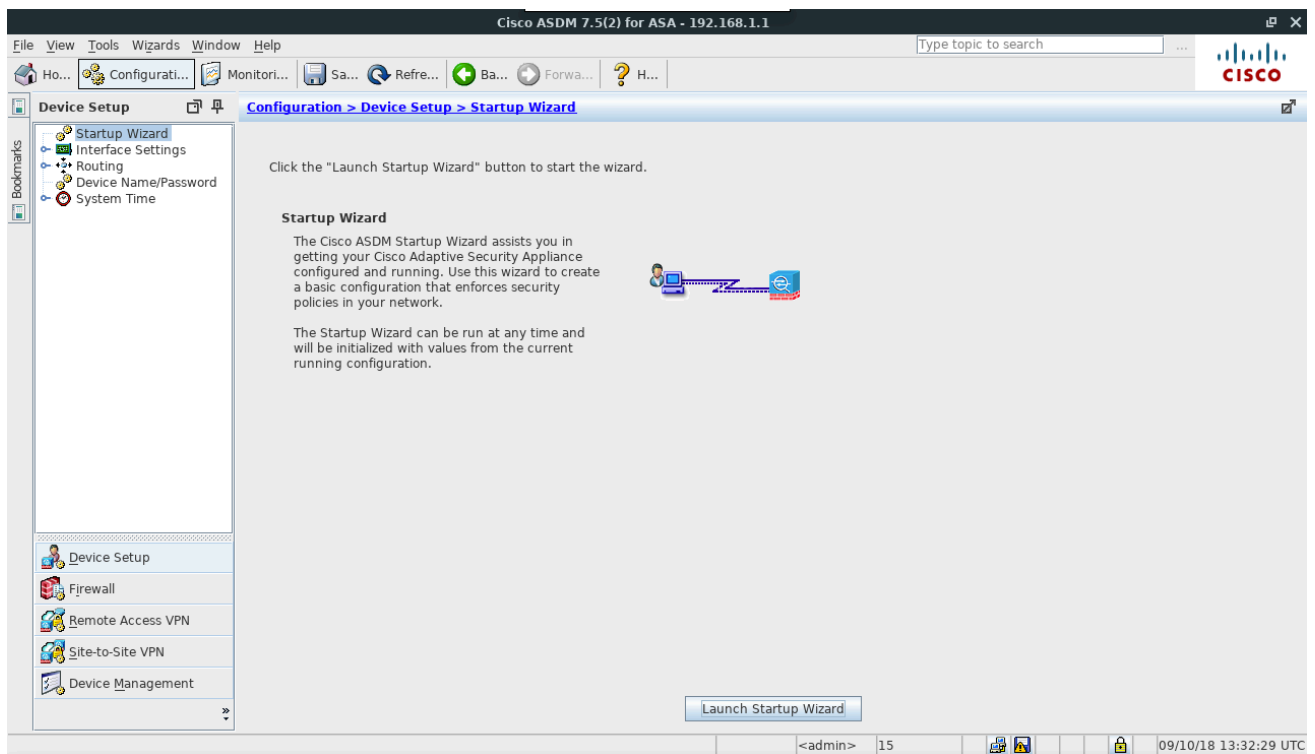 Cisco ASDM 7.5(2) for ASA - 192.168.1.1
File View Tools Wizards Window Help
Type topic to search ...
Ho... Configurati... Monitori... Sa... Refre... Ba... Forwa... H...
CISCO
Bookmarks
Device Setup
Configuration > Device Setup > Startup Wizard
Startup Wizard
Interface Settings
Routing
Device Name/Password
System Time
Click the "Launch Startup Wizard" button to start the wizard.
Startup Wizard
The Cisco ASDM Startup Wizard assists you in
getting your Cisco Adaptive Security Appliance
configured and running. Use this wizard to create
a basic configuration that enforces security
policies in your network.
The Startup Wizard can be run at any time and
will be initialized with values from the current
running configuration.
Device Setup
Firewall
Remote Access VPN
Site-to-Site VPN
Device Management
Launch Startup Wizard
<admin> 15 09/10/18 13:32:29 UTC